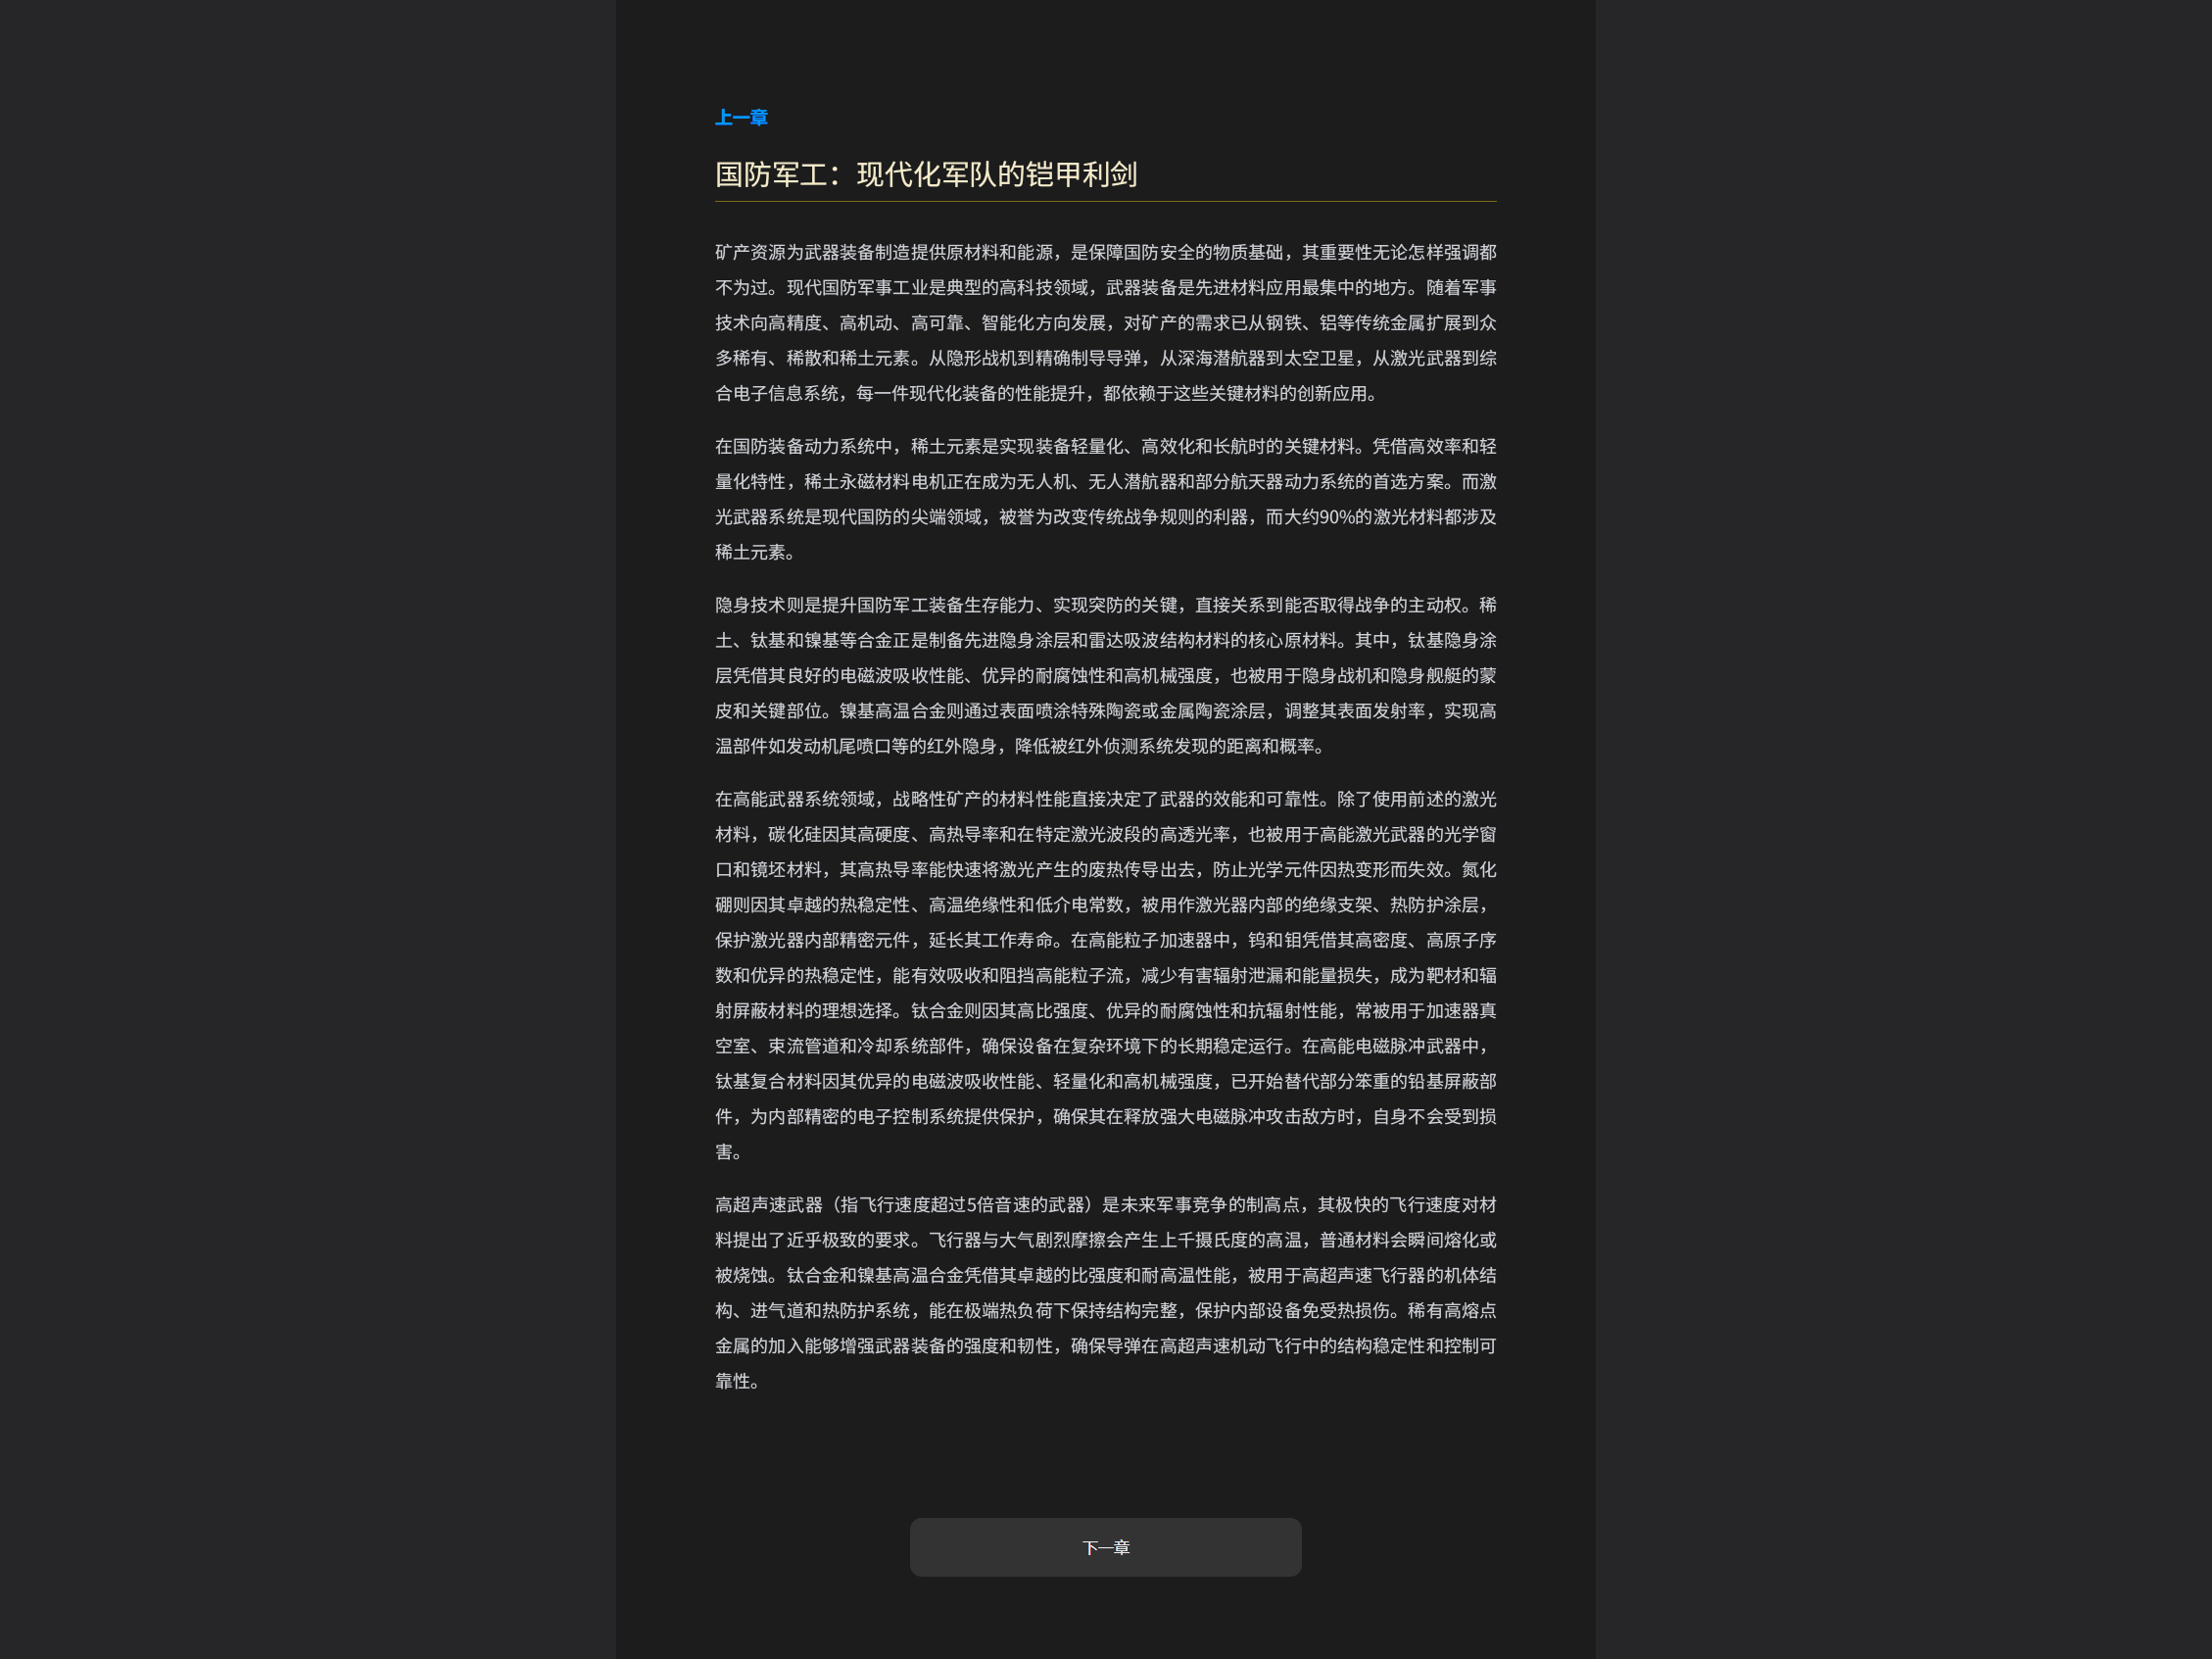 上一章
国防军工：现代化军队的铠甲利剑
矿产资源为武器装备制造提供原材料和能源，是保障国防安全的物质基础，其重要性无论怎样强调都
不为过。现代国防军事工业是典型的高科技领域，武器装备是先进材料应用最集中的地方。随着军事
技术向高精度、高机动、高可靠、智能化方向发展，对矿产的需求已从钢铁、铝等传统金属扩展到众
多稀有、稀散和稀土元素。从隐形战机到精确制导导弹，从深海潜航器到太空卫星，从激光武器到综
合电子信息系统，每一件现代化装备的性能提升，都依赖于这些关键材料的创新应用。
在国防装备动力系统中，稀土元素是实现装备轻量化、高效化和长航时的关键材料。凭借高效率和轻
量化特性，稀土永磁材料电机正在成为无人机、无人潜航器和部分航天器动力系统的首选方案。而激
光武器系统是现代国防的尖端领域，被誉为改变传统战争规则的利器，而大约90%的激光材料都涉及
稀土元素。
隐身技术则是提升国防军工装备生存能力、实现突防的关键，直接关系到能否取得战争的主动权。稀
土、钛基和镍基等合金正是制备先进隐身涂层和雷达吸波结构材料的核心原材料。其中，钛基隐身涂
层凭借其良好的电磁波吸收性能、优异的耐腐蚀性和高机械强度，也被用于隐身战机和隐身舰艇的蒙
皮和关键部位。镍基高温合金则通过表面喷涂特殊陶瓷或金属陶瓷涂层，调整其表面发射率，实现高
温部件如发动机尾喷口等的红外隐身，降低被红外侦测系统发现的距离和概率。
在高能武器系统领域，战略性矿产的材料性能直接决定了武器的效能和可靠性。除了使用前述的激光
材料，碳化硅因其高硬度、高热导率和在特定激光波段的高透光率，也被用于高能激光武器的光学窗
口和镜坯材料，其高热导率能快速将激光产生的废热传导出去，防止光学元件因热变形而失效。氮化
硼则因其卓越的热稳定性、高温绝缘性和低介电常数，被用作激光器内部的绝缘支架、热防护涂层，
保护激光器内部精密元件，延长其工作寿命。在高能粒子加速器中，钨和钼凭借其高密度、高原子序
数和优异的热稳定性，能有效吸收和阻挡高能粒子流，减少有害辐射泄漏和能量损失，成为靶材和辐
射屏蔽材料的理想选择。钛合金则因其高比强度、优异的耐腐蚀性和抗辐射性能，常被用于加速器真
空室、束流管道和冷却系统部件，确保设备在复杂环境下的长期稳定运行。在高能电磁脉冲武器中，
钛基复合材料因其优异的电磁波吸收性能、轻量化和高机械强度，已开始替代部分笨重的铅基屏蔽部
件，为内部精密的电子控制系统提供保护，确保其在释放强大电磁脉冲攻击敌方时，自身不会受到损
害。
高超声速武器（指飞行速度超过5倍音速的武器）是未来军事竞争的制高点，其极快的飞行速度对材
料提出了近乎极致的要求。飞行器与大气剧烈摩擦会产生上千摄氏度的高温，普通材料会瞬间熔化或
被烧蚀。钛合金和镍基高温合金凭借其卓越的比强度和耐高温性能，被用于高超声速飞行器的机体结
构、进气道和热防护系统，能在极端热负荷下保持结构完整，保护内部设备免受热损伤。稀有高熔点
金属的加入能够增强武器装备的强度和韧性，确保导弹在高超声速机动飞行中的结构稳定性和控制可
靠性。
下一章